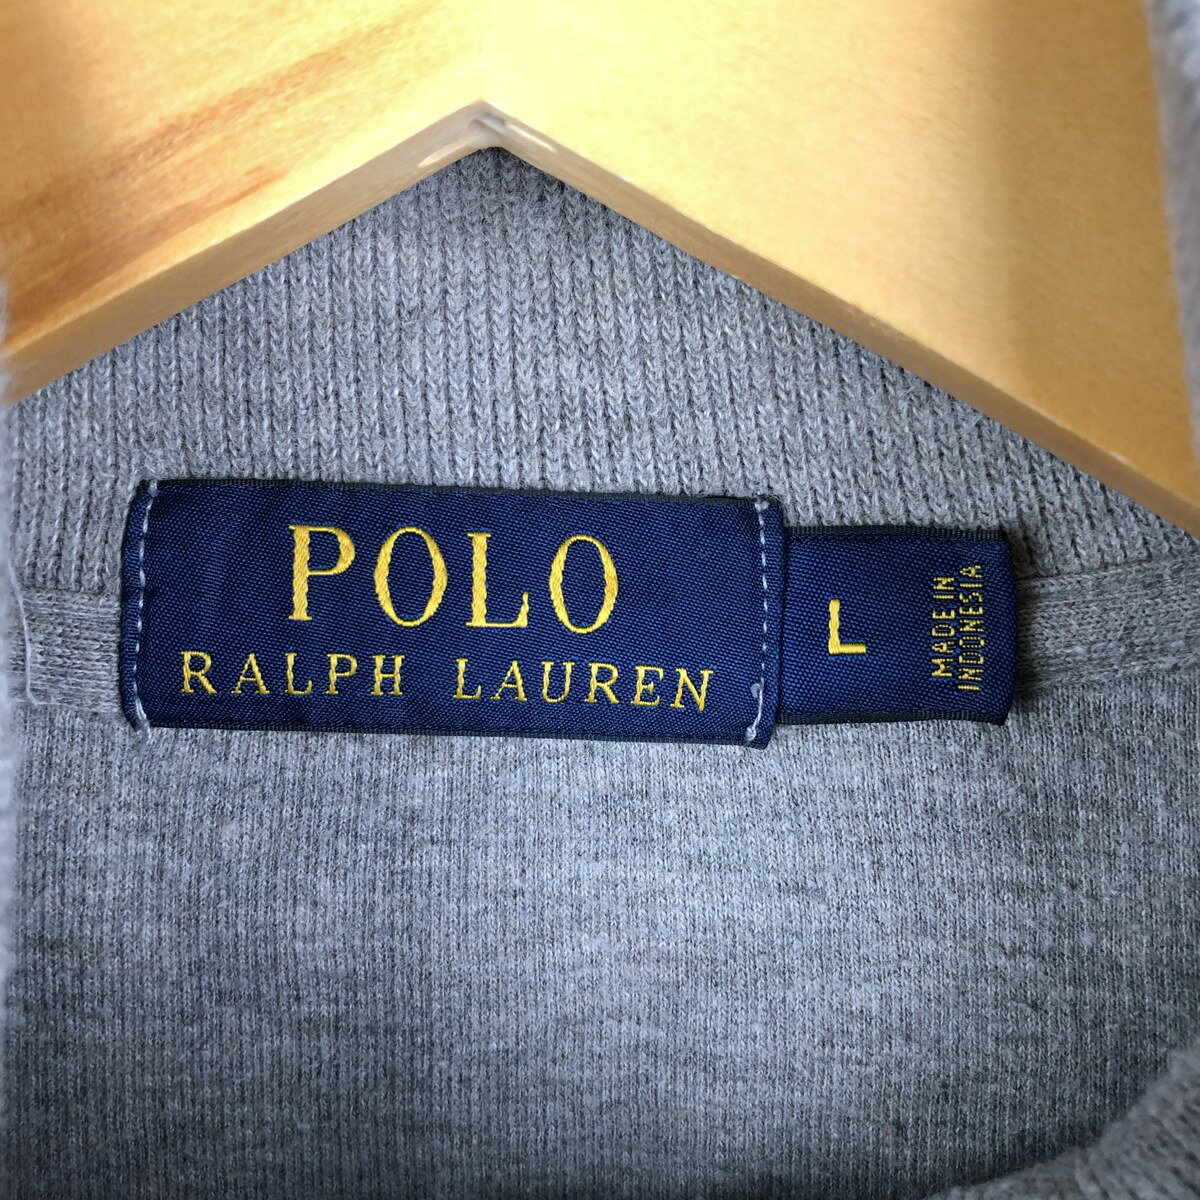 POLO
RALPH LAUREN
L
MADE IN
INDONESIA